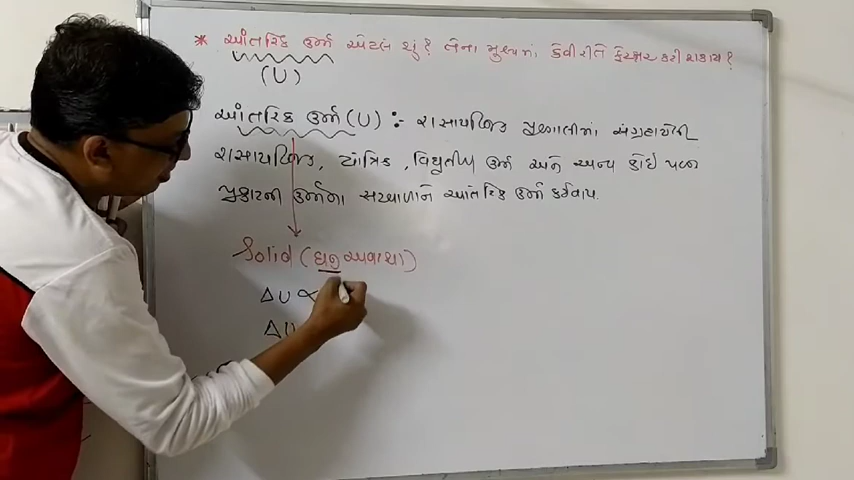 * આંતરિક ઉર્જા એટલે શું? તેના મુલ્યમાં કેવીરીતે ફેરફાર કરી શકાય?
(U)
આંતરિક ઉર્જા (U) :- રાસાયણિક પ્રણાલીમાં સંગ્રહાયેલી
રાસાયણિક, યાંત્રિક, વિદ્યુતીય ઉર્જા અને અન્ય કોઈ પણ
પ્રકારની ઉર્જાના સરવાળાને આંતરિક ઉર્જા કહેવાય.
Solid (ઘન અવસ્થા)
ΔU ∝
ΔU